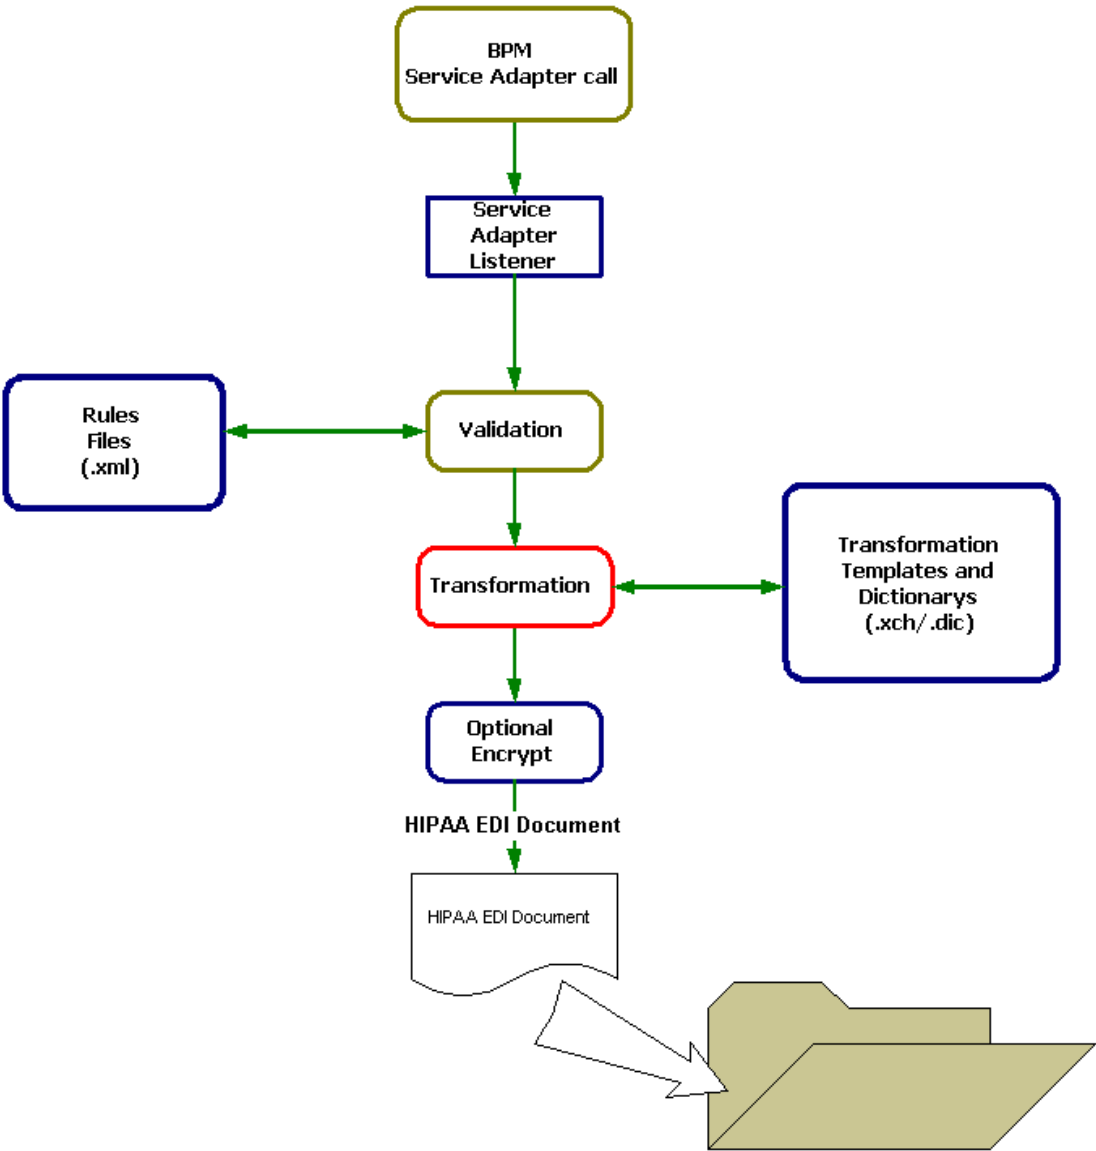 BPM
Service Adapter call
Service
Adapter
Listener
Rules
Files
(.xml)
Validation
Transformation
Templates and
Dictionarys
(.xch/.dic)
Transformation
Optional
Encrypt
HIPAA EDI Document
HIPAA EDI Document